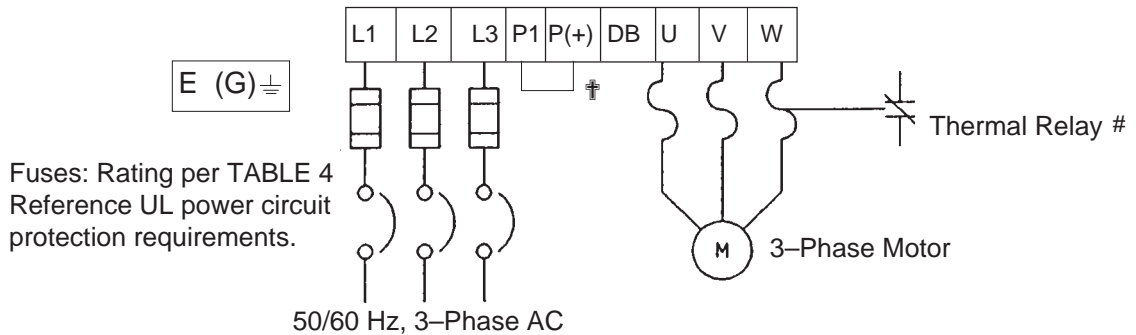 L1 L2 L3 P1 P(+) DB U V W
E (G)
†
Thermal Relay #
Fuses: Rating per TABLE 4
Reference UL power circuit
protection requirements.
M
3–Phase Motor
50/60 Hz, 3–Phase AC